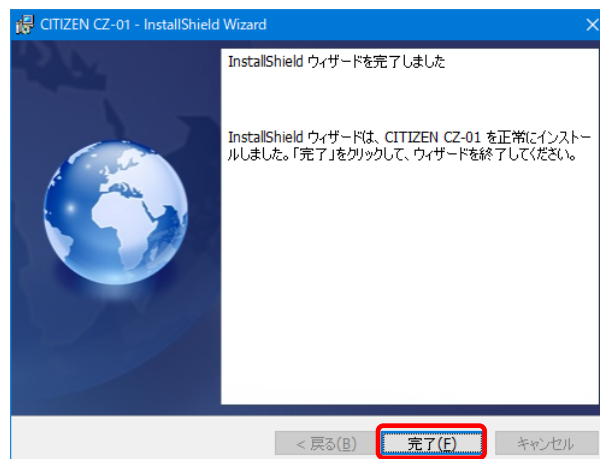 CITIZEN CZ-01 - InstallShield Wizard
InstallShield ウィザードを完了しました
InstallShield ウィザードは、CITIZEN CZ-01 を正常にインストー
ルしました。「完了」をクリックして、ウィザードを終了してください。
< 戻る(B) 完了(F) キャンセル